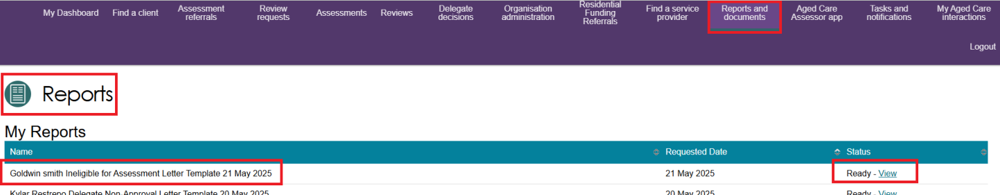 My Dashboard
Find a client
Assessment
referrals
Review
requests
Assessments
Reviews
Delegate
decisions
Organisation
administration
Residential
Funding
Referrals
Find a service
provider
Reports and
documents
Aged Care
Assessor app
Tasks and
notifications
My Aged Care
interactions
Logout
Reports
My Reports
Name Requested Date Status
Goldwin smith Ineligible for Assessment Letter Template 21 May 2025 21 May 2025 Ready - View
Kylar Restrepo Delegate Non-Approval Letter Template 20 May 2025 20 May 2025 Ready - View